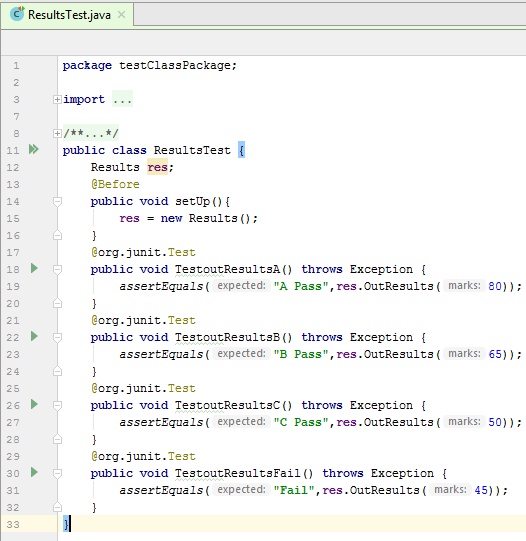 ResultsTest.java
1 package testClassPackage;
2
3 import ...
7
8 /**...*/
11 public class ResultsTest {
12 Results res;
13 @Before
14 public void setUp(){
15 res = new Results();
16 }
17 @org.junit.Test
18 public void TestoutResultsA() throws Exception {
19 assertEquals( expected: "A Pass",res.OutResults( marks: 80));
20 }
21 @org.junit.Test
22 public void TestoutResultsB() throws Exception {
23 assertEquals( expected: "B Pass",res.OutResults( marks: 65));
24 }
25 @org.junit.Test
26 public void TestoutResultsC() throws Exception {
27 assertEquals( expected: "C Pass",res.OutResults( marks: 50));
28 }
29 @org.junit.Test
30 public void TestoutResultsFail() throws Exception {
31 assertEquals( expected: "Fail",res.OutResults( marks: 45));
32 }
33 }